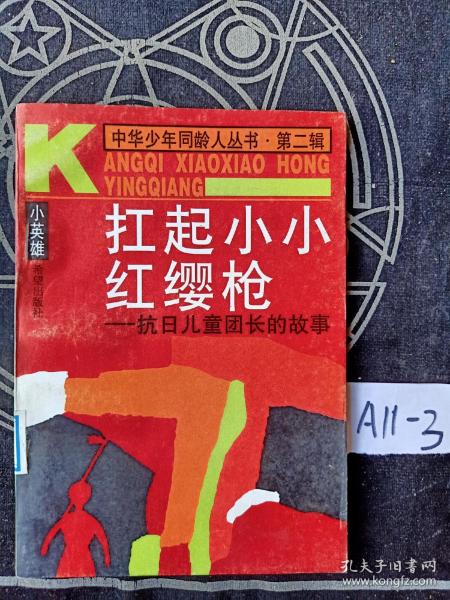 中华少年同龄人丛书·第二辑
KANGQI XIAOXIAO HONG
YINGQIANG
扛起小小
红缨枪
——抗日儿童团长的故事
小英雄
希望出版社
A11-3
孔夫子旧书网
www.kongfz.com